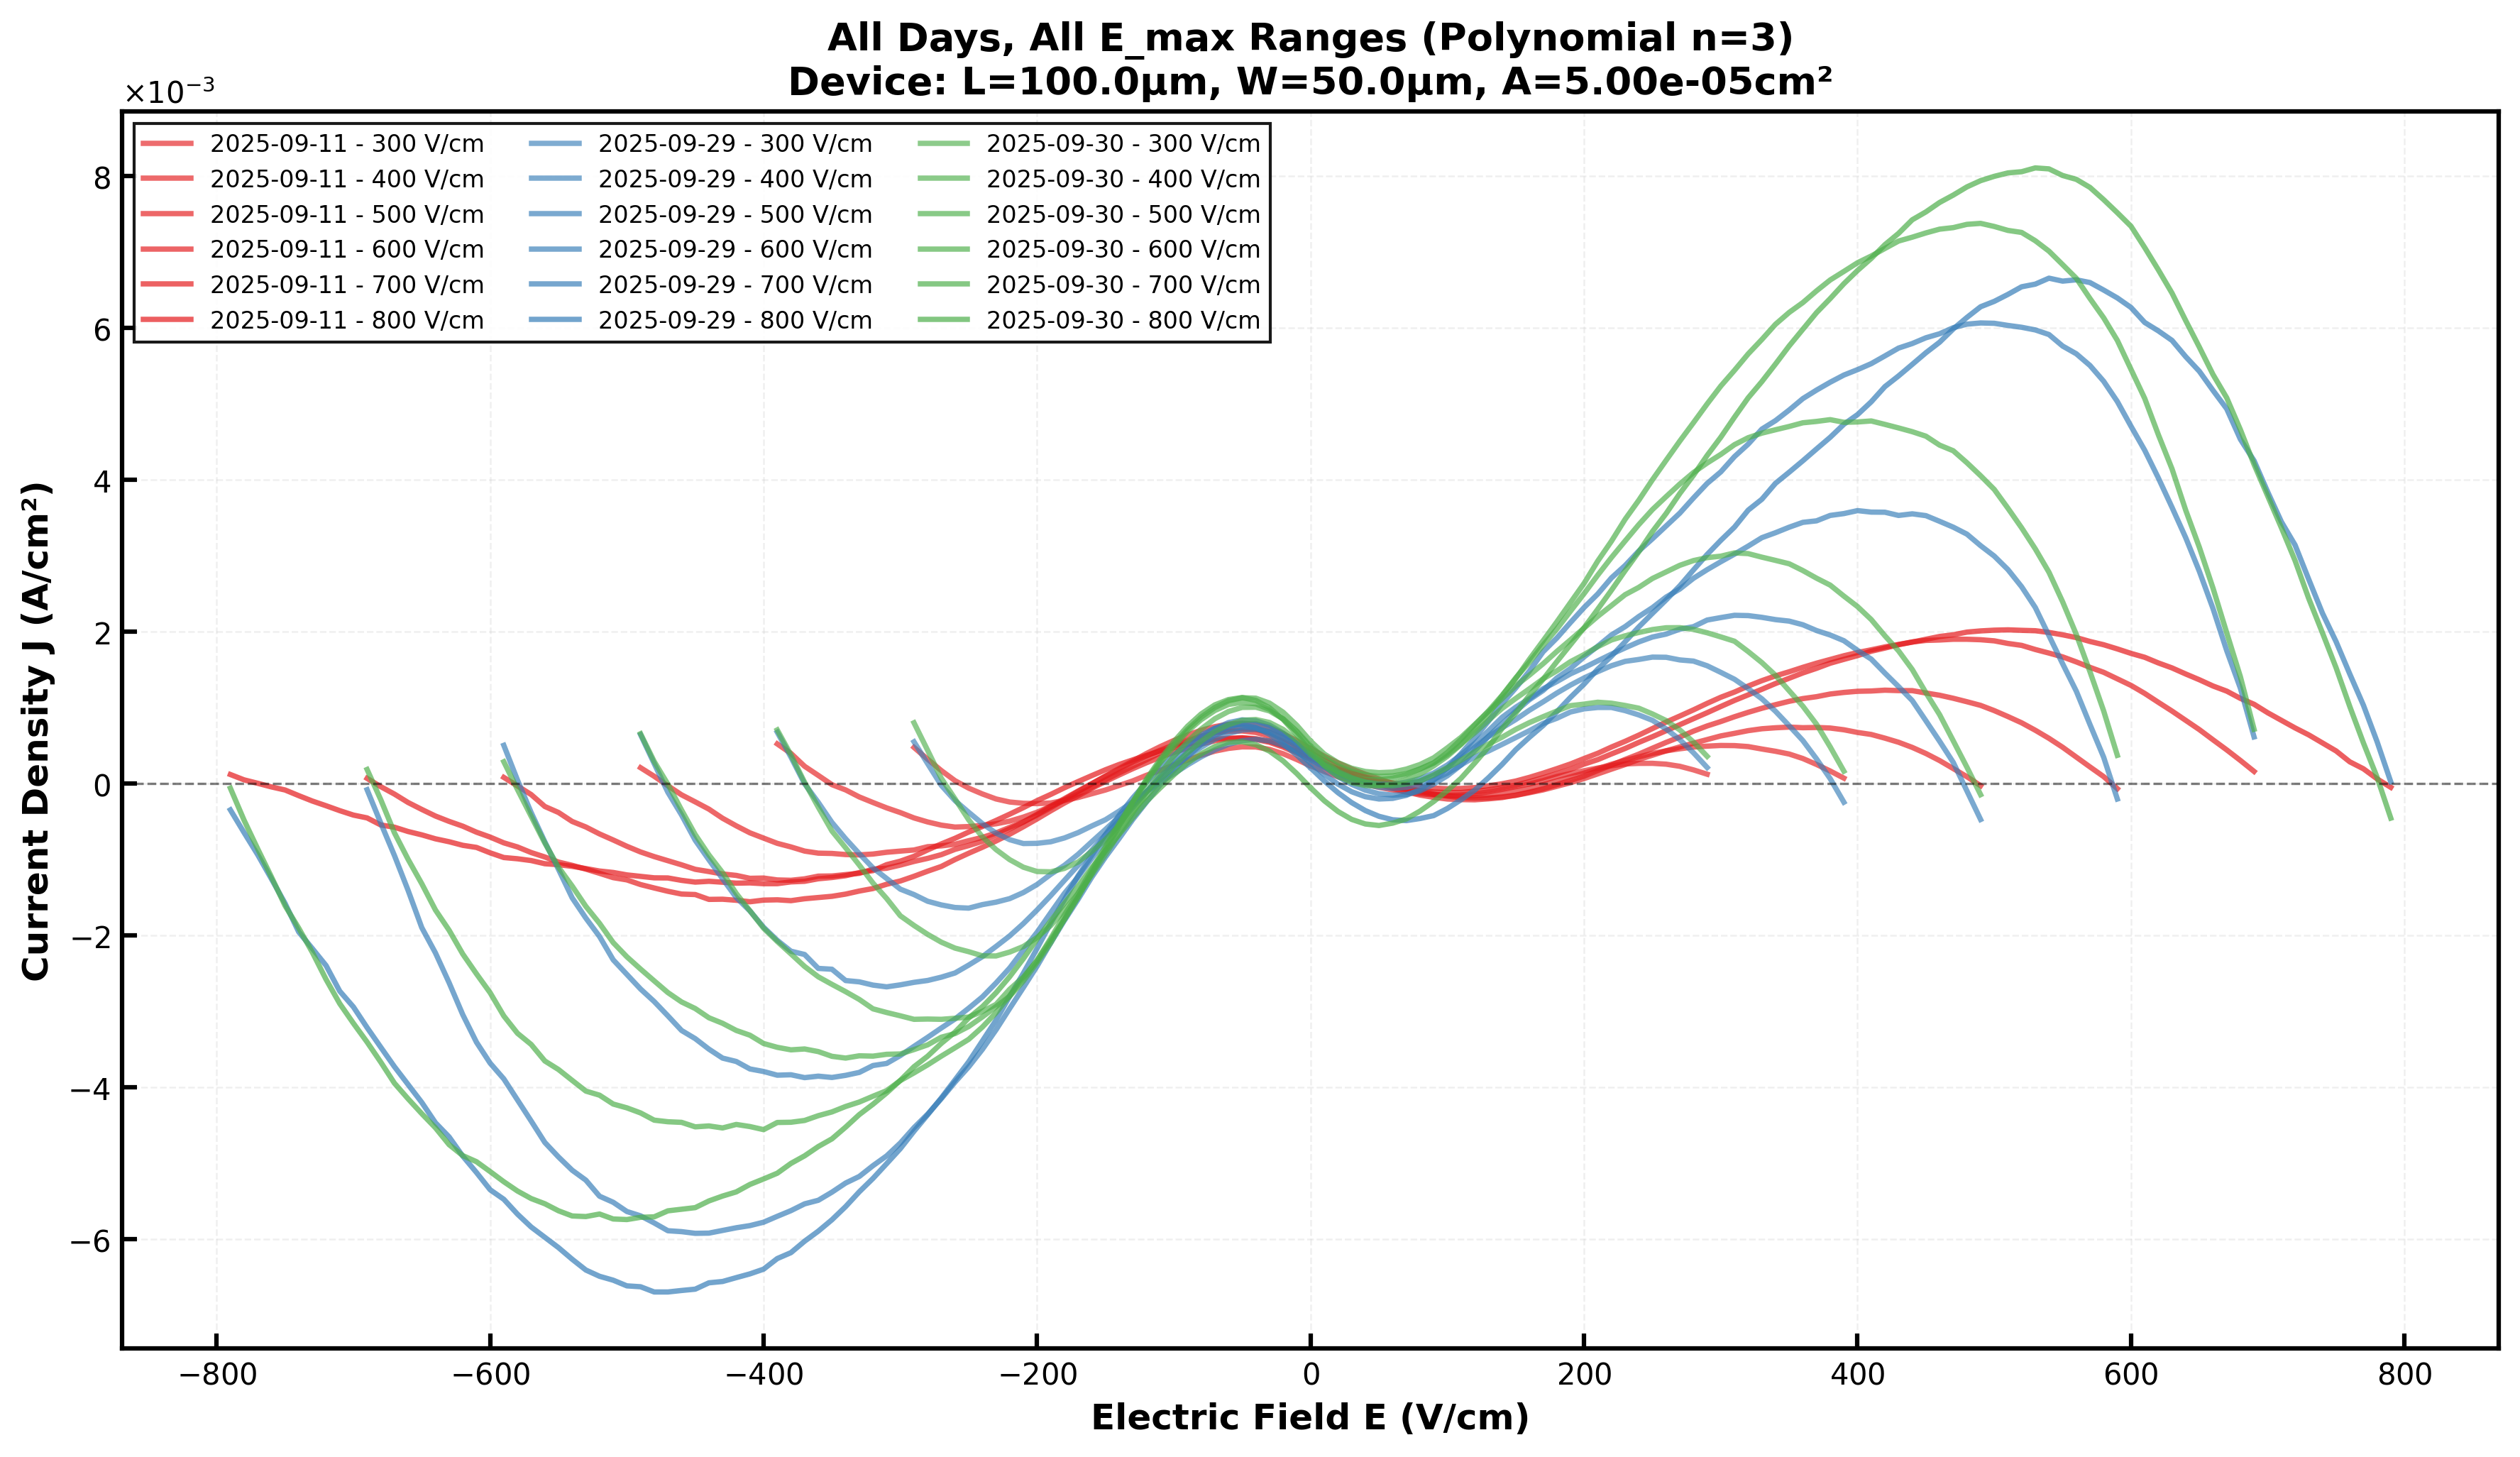 All Days, All E_max Ranges (Polynomial n=3)
Device: L=100.0μm, W=50.0μm, A=5.00e-05cm²
×10⁻³
2025-09-11 - 300 V/cm
2025-09-11 - 400 V/cm
2025-09-11 - 500 V/cm
2025-09-11 - 600 V/cm
2025-09-11 - 700 V/cm
2025-09-11 - 800 V/cm
2025-09-29 - 300 V/cm
2025-09-29 - 400 V/cm
2025-09-29 - 500 V/cm
2025-09-29 - 600 V/cm
2025-09-29 - 700 V/cm
2025-09-29 - 800 V/cm
2025-09-30 - 300 V/cm
2025-09-30 - 400 V/cm
2025-09-30 - 500 V/cm
2025-09-30 - 600 V/cm
2025-09-30 - 700 V/cm
2025-09-30 - 800 V/cm
Current Density J (A/cm²)
8
6
4
2
0
−2
−4
−6
−800 −600 −400 −200 0 200 400 600 800
Electric Field E (V/cm)